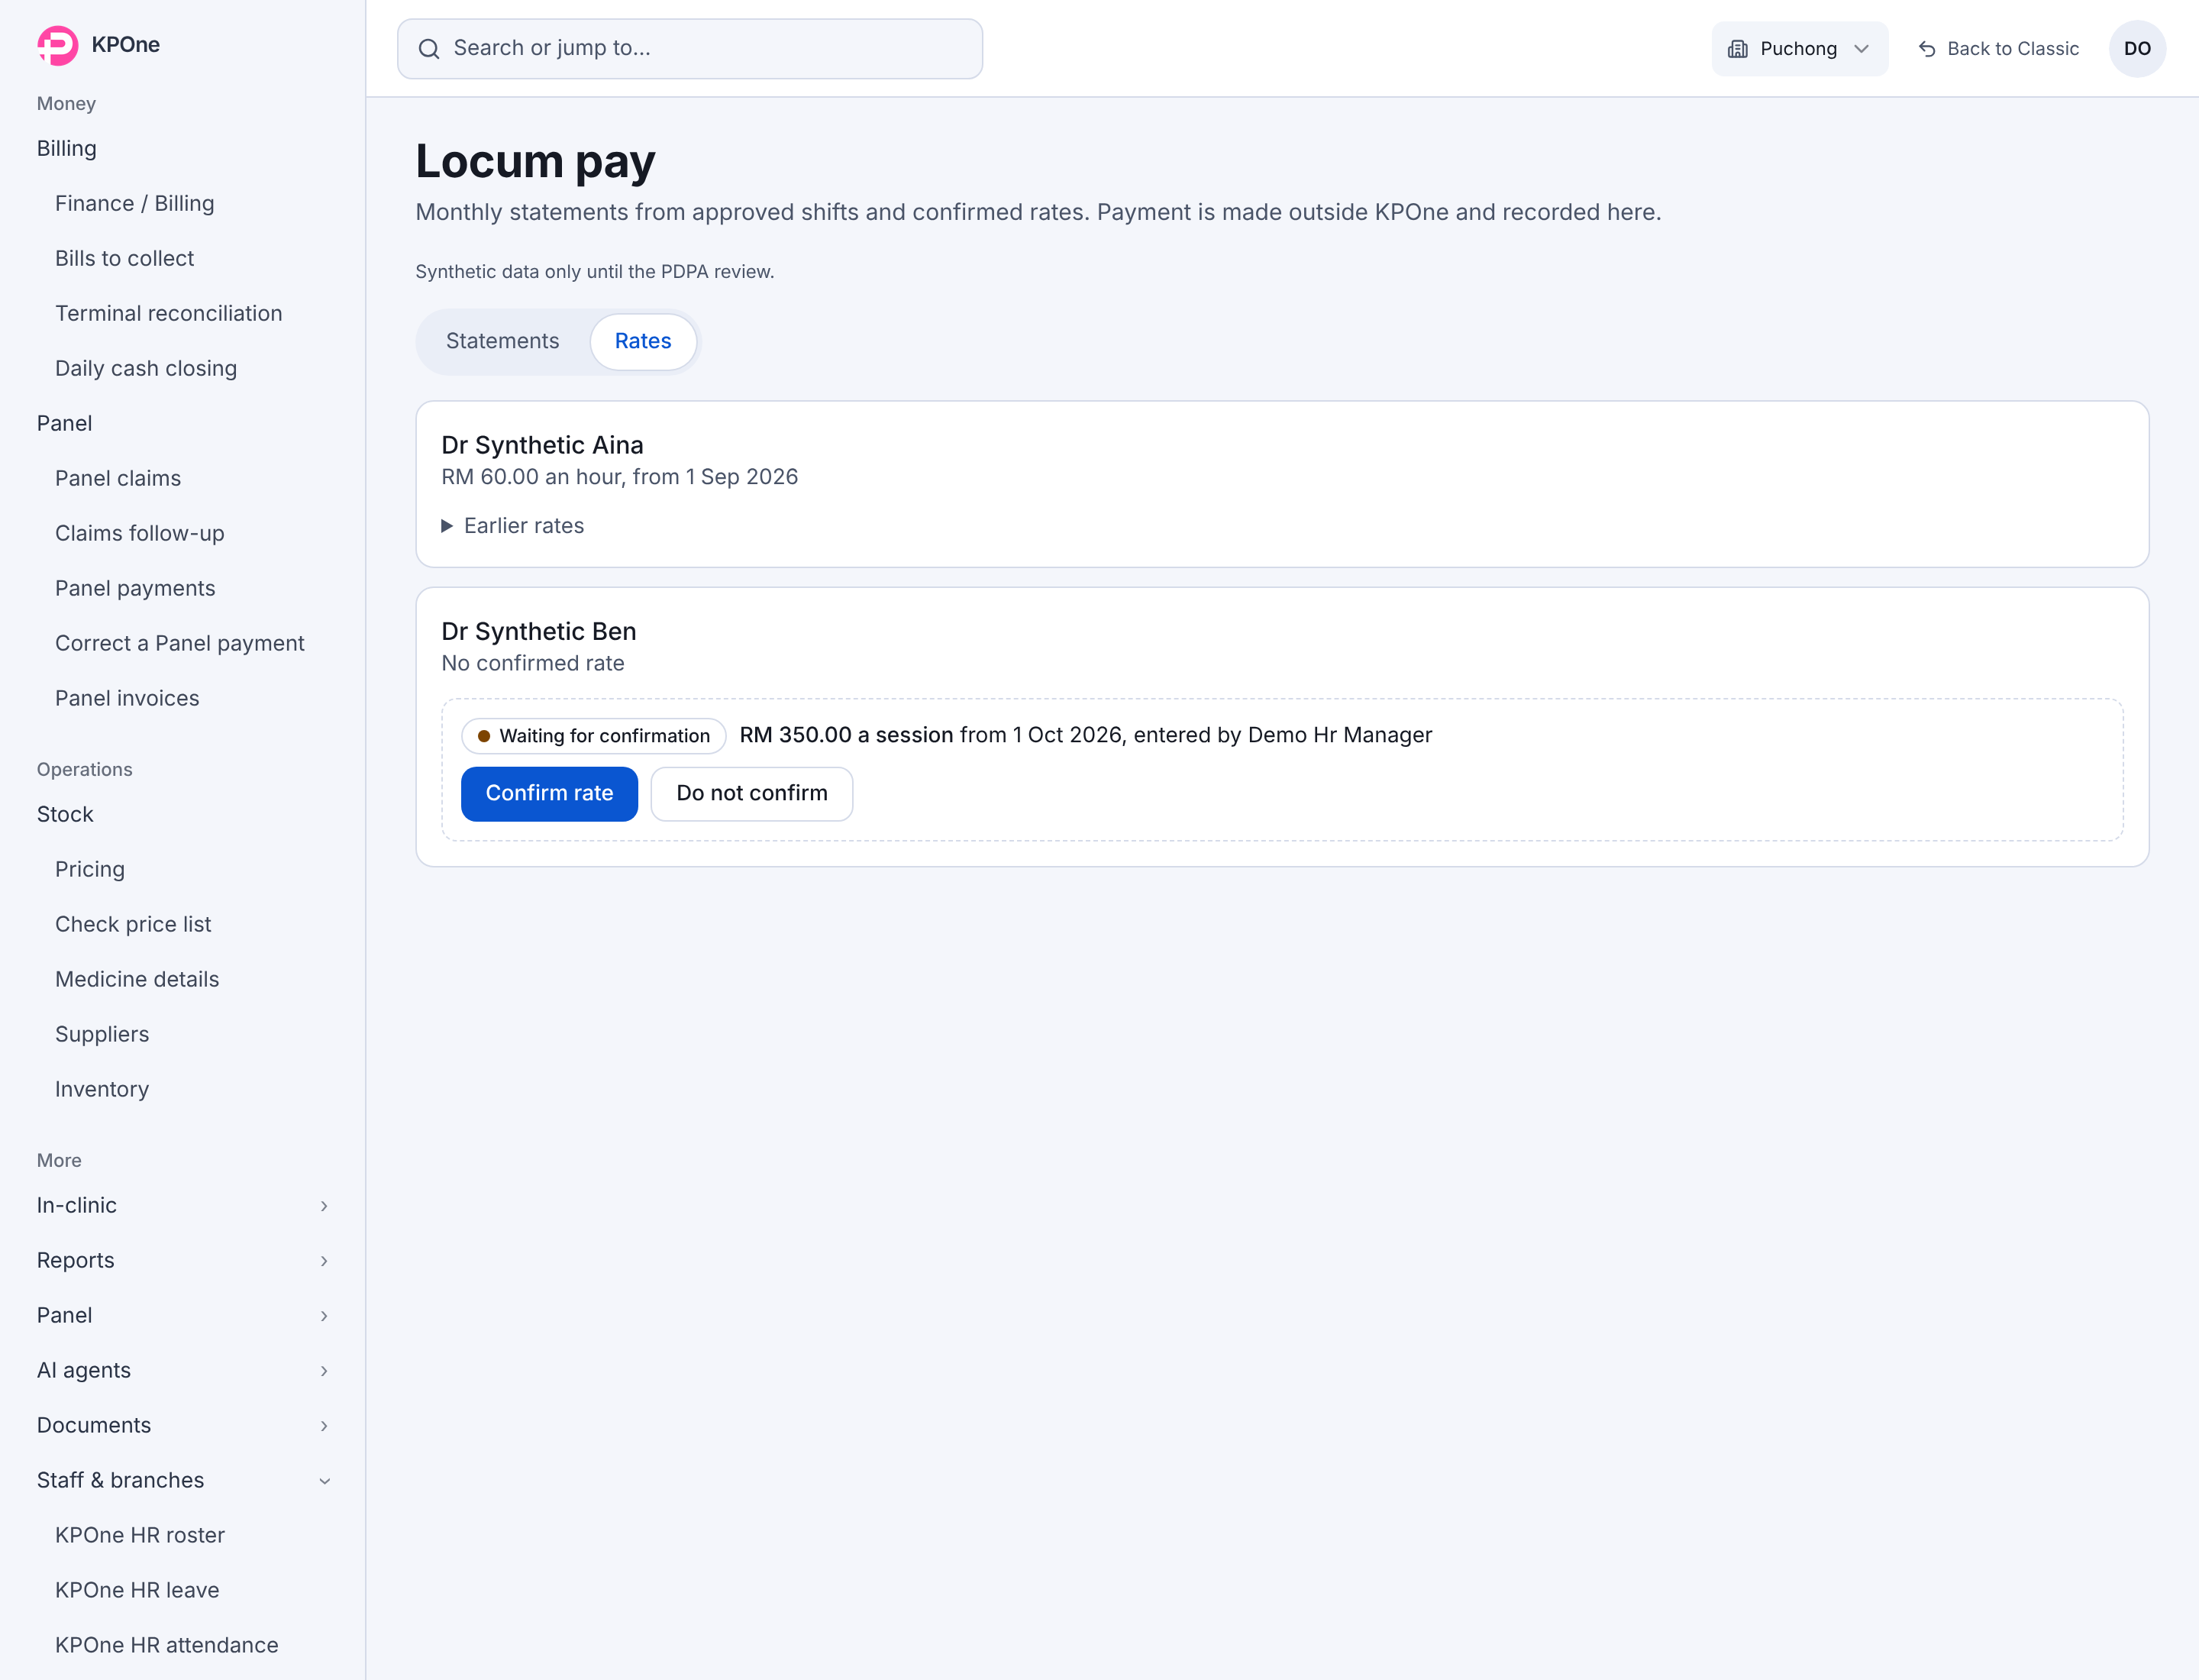 KPOne
Money
Billing
Finance / Billing
Bills to collect
Terminal reconciliation
Daily cash closing
Panel
Panel claims
Claims follow-up
Panel payments
Correct a Panel payment
Panel invoices
Operations
Stock
Pricing
Check price list
Medicine details
Suppliers
Inventory
More
In-clinic
Reports
Panel
AI agents
Documents
Staff & branches
KPOne HR roster
KPOne HR leave
KPOne HR attendance
Search or jump to...
Puchong
Back to Classic
DO
Locum pay
Monthly statements from approved shifts and confirmed rates. Payment is made outside KPOne and recorded here.
Synthetic data only until the PDPA review.
Statements
Rates
Dr Synthetic Aina
RM 60.00 an hour, from 1 Sep 2026
Earlier rates
Dr Synthetic Ben
No confirmed rate
Waiting for confirmation RM 350.00 a session from 1 Oct 2026, entered by Demo Hr Manager
Confirm rate
Do not confirm